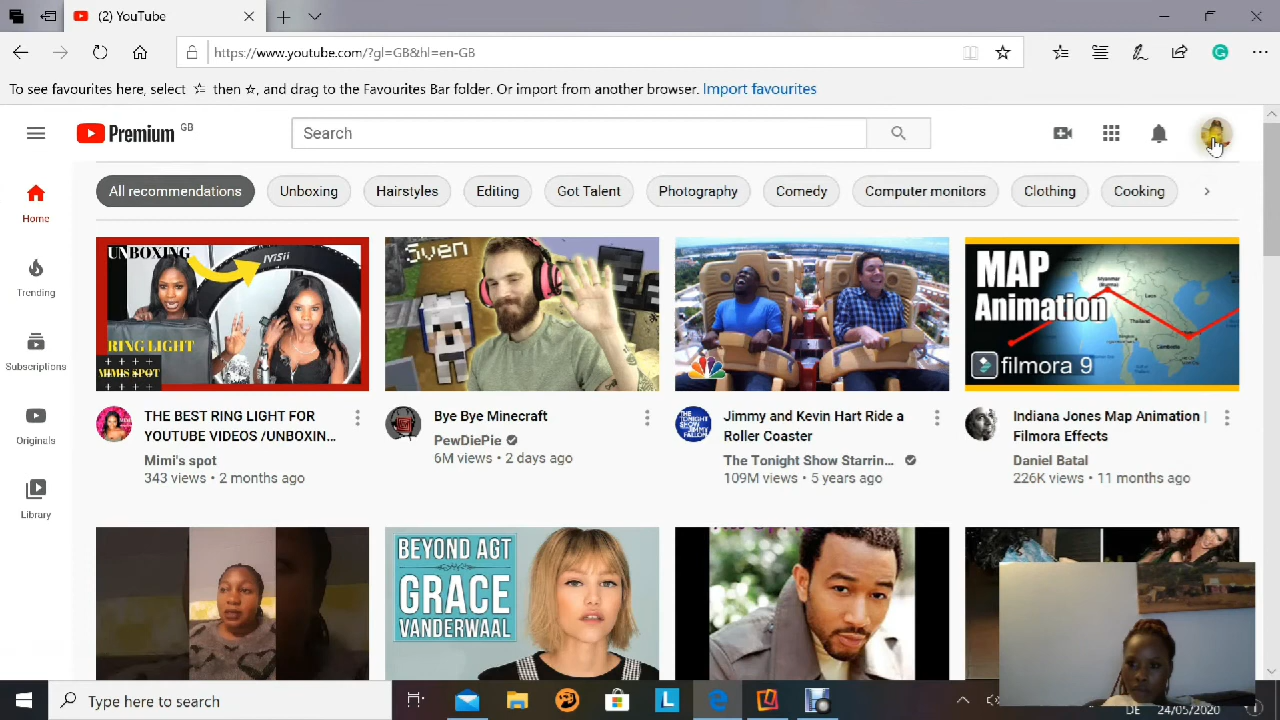 (2) YouTube
https://www.youtube.com/?gl=GB&hl=en-GB
To see favourites here, select ☆ then ☆, and drag to the Favourites Bar folder. Or import from another browser. Import favourites
Premium GB
Search
All recommendations
Unboxing
Hairstyles
Editing
Got Talent
Photography
Comedy
Computer monitors
Clothing
Cooking
Home
Trending
Subscriptions
Originals
Library
UNBOXING
RING LIGHT
MIMIS SPOT
Sven
MAP
Animation
filmora 9
THE BEST RING LIGHT FOR
YOUTUBE VIDEOS /UNBOXIN...
Mimi's spot
343 views • 2 months ago
Bye Bye Minecraft
PewDiePie
6M views • 2 days ago
Jimmy and Kevin Hart Ride a
Roller Coaster
The Tonight Show Starrin...
109M views • 5 years ago
Indiana Jones Map Animation |
Filmora Effects
Daniel Batal
226K views • 11 months ago
BEYOND AGT
GRACE
VANDERWAAL
Type here to search
DE
24/05/2020